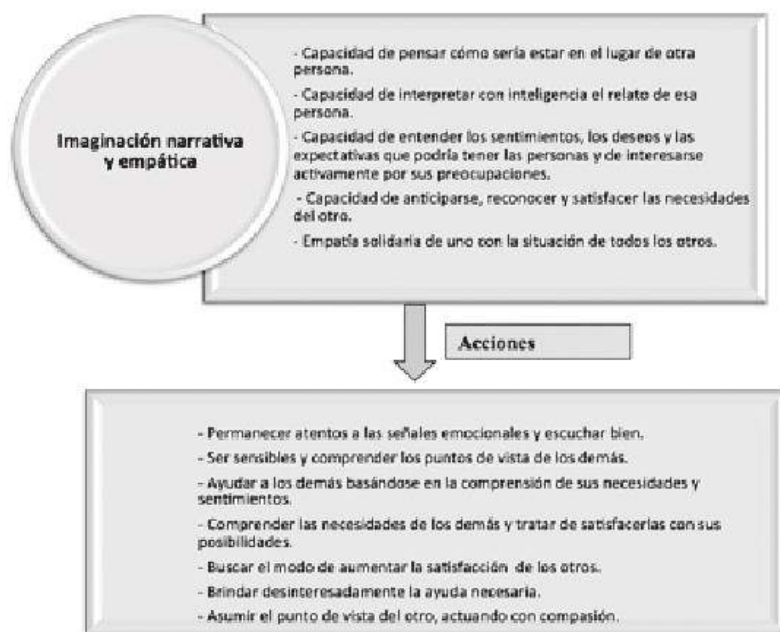 Imaginación narrativa
y empática
- Capacidad de pensar cómo sería estar en el lugar de otra
persona.
- Capacidad de interpretar con inteligencia el relato de esa
persona.
- Capacidad de entender los sentimientos, los deseos y las
expectativas que podría tener las personas y de interesarse
activamente por sus preocupaciones.
- Capacidad de anticiparse, reconocer y satisfacer las necesidades
del otro.
- Empatía solidaria de uno con la situación de todos los otros.
Acciones
- Permanecer atentos a las señales emocionales y escuchar bien.
- Ser sensibles y comprender los puntos de vista de los demás.
- Ayudar a los demás basándose en la comprensión de sus necesidades y
sentimientos.
- Comprender las necesidades de los demás y tratar de satisfacerlas con sus
posibilidades.
- Buscar el modo de aumentar la satisfacción de los otros.
- Brindar desinteresadamente la ayuda necesaria.
- Asumir el punto de vista del otro, actuando con compasión.